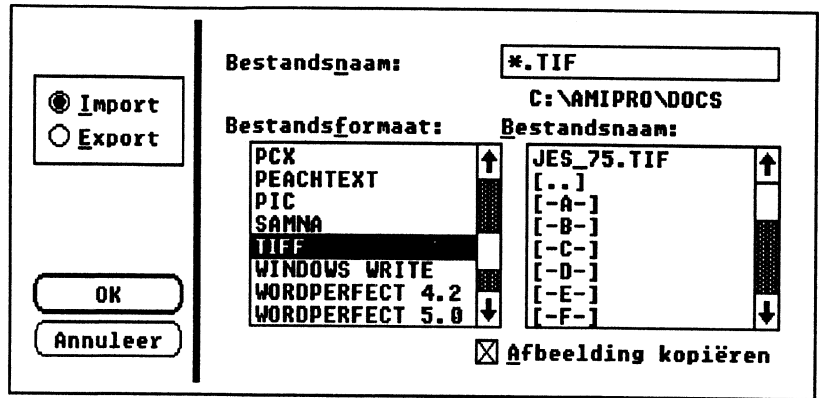 Import
Export
OK
Annuleer
Bestandsnaam:
*.TIF
C:\AMIPRO\DOCS
Bestandsformaat:
PCX
PEACHTEXT
PIC
SAMNA
TIFF
WINDOWS WRITE
WORDPERFECT 4.2
WORDPERFECT 5.0
Bestandsnaam:
JES_75.TIF
[..]
[-A-]
[-B-]
[-C-]
[-D-]
[-E-]
[-F-]
Afbeelding kopiëren